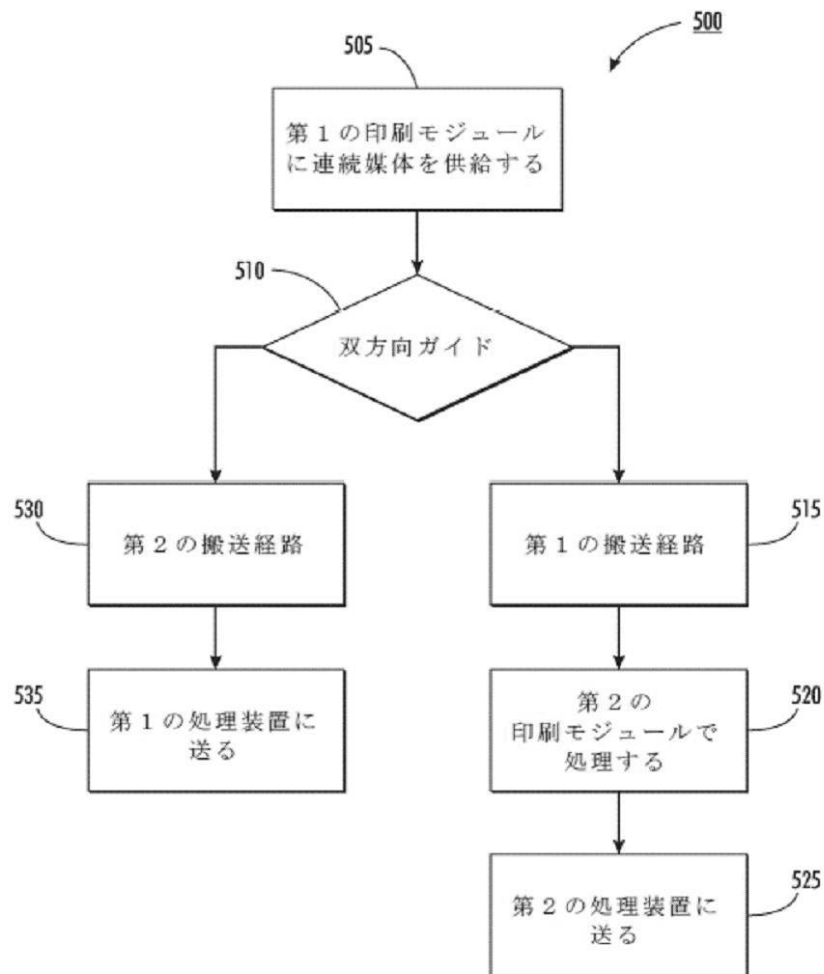 500
505
第１の印刷モジュール
に連続媒体を供給する
510
双方向ガイド
530
第２の搬送経路
515
第１の搬送経路
535
第１の処理装置に
送る
520
第２の
印刷モジュールで
処理する
525
第２の処理装置に
送る